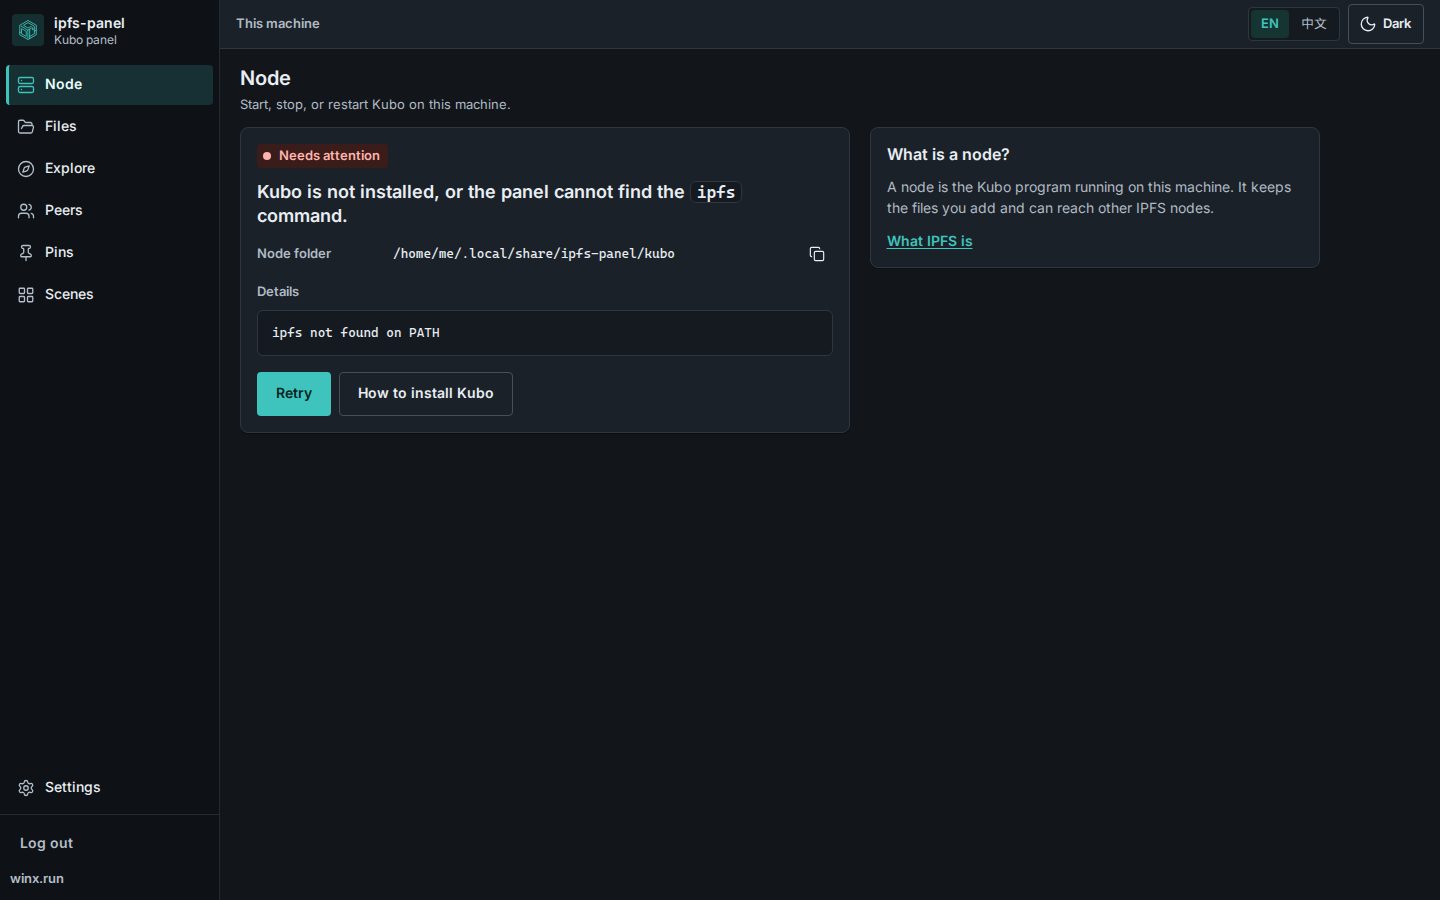 ipfs-panel
Kubo panel
Node
Files
Explore
Peers
Pins
Scenes
Settings
Log out
winx.run
This machine
EN
中文
Dark
Node
Start, stop, or restart Kubo on this machine.
Needs attention
Kubo is not installed, or the panel cannot find the ipfs
command.
Node folder /home/me/.local/share/ipfs-panel/kubo
Details
ipfs not found on PATH
Retry
How to install Kubo
What is a node?
A node is the Kubo program running on this machine. It keeps
the files you add and can reach other IPFS nodes.
What IPFS is